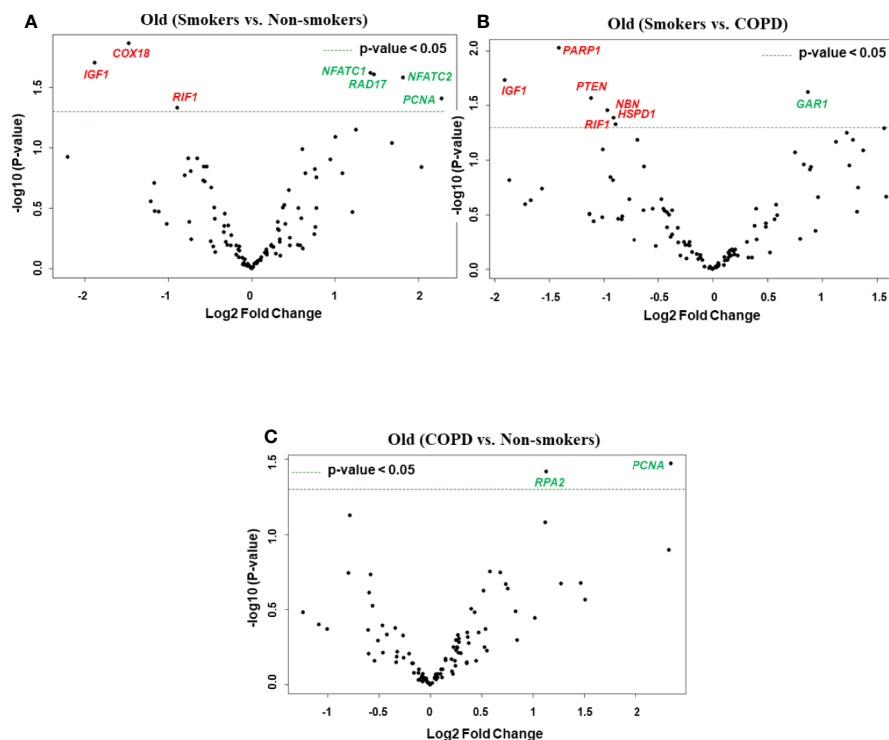 A
Old (Smokers vs. Non-smokers)
p-value < 0.05
COX18
IGF1
RIF1
NFATC1
RAD17
NFATC2
PCNA
-log10 (P-value)
0.0
0.5
1.0
1.5
-2
-1
0
1
2
Log2 Fold Change
B
Old (Smokers vs. COPD)
p-value < 0.05
PARP1
IGF1
PTEN
NBN
HSPD1
RIF1
GAR1
-log10 (P-value)
0.0
0.5
1.0
1.5
2.0
-2
-1.5
-1
-0.5
0
0.5
1
1.5
Log2 Fold Change
C
Old (COPD vs. Non-smokers)
p-value < 0.05
PCNA
RPA2
-log10 (P-value)
0.0
0.5
1.0
1.5
-1
-0.5
0
0.5
1
1.5
2
Log2 Fold Change